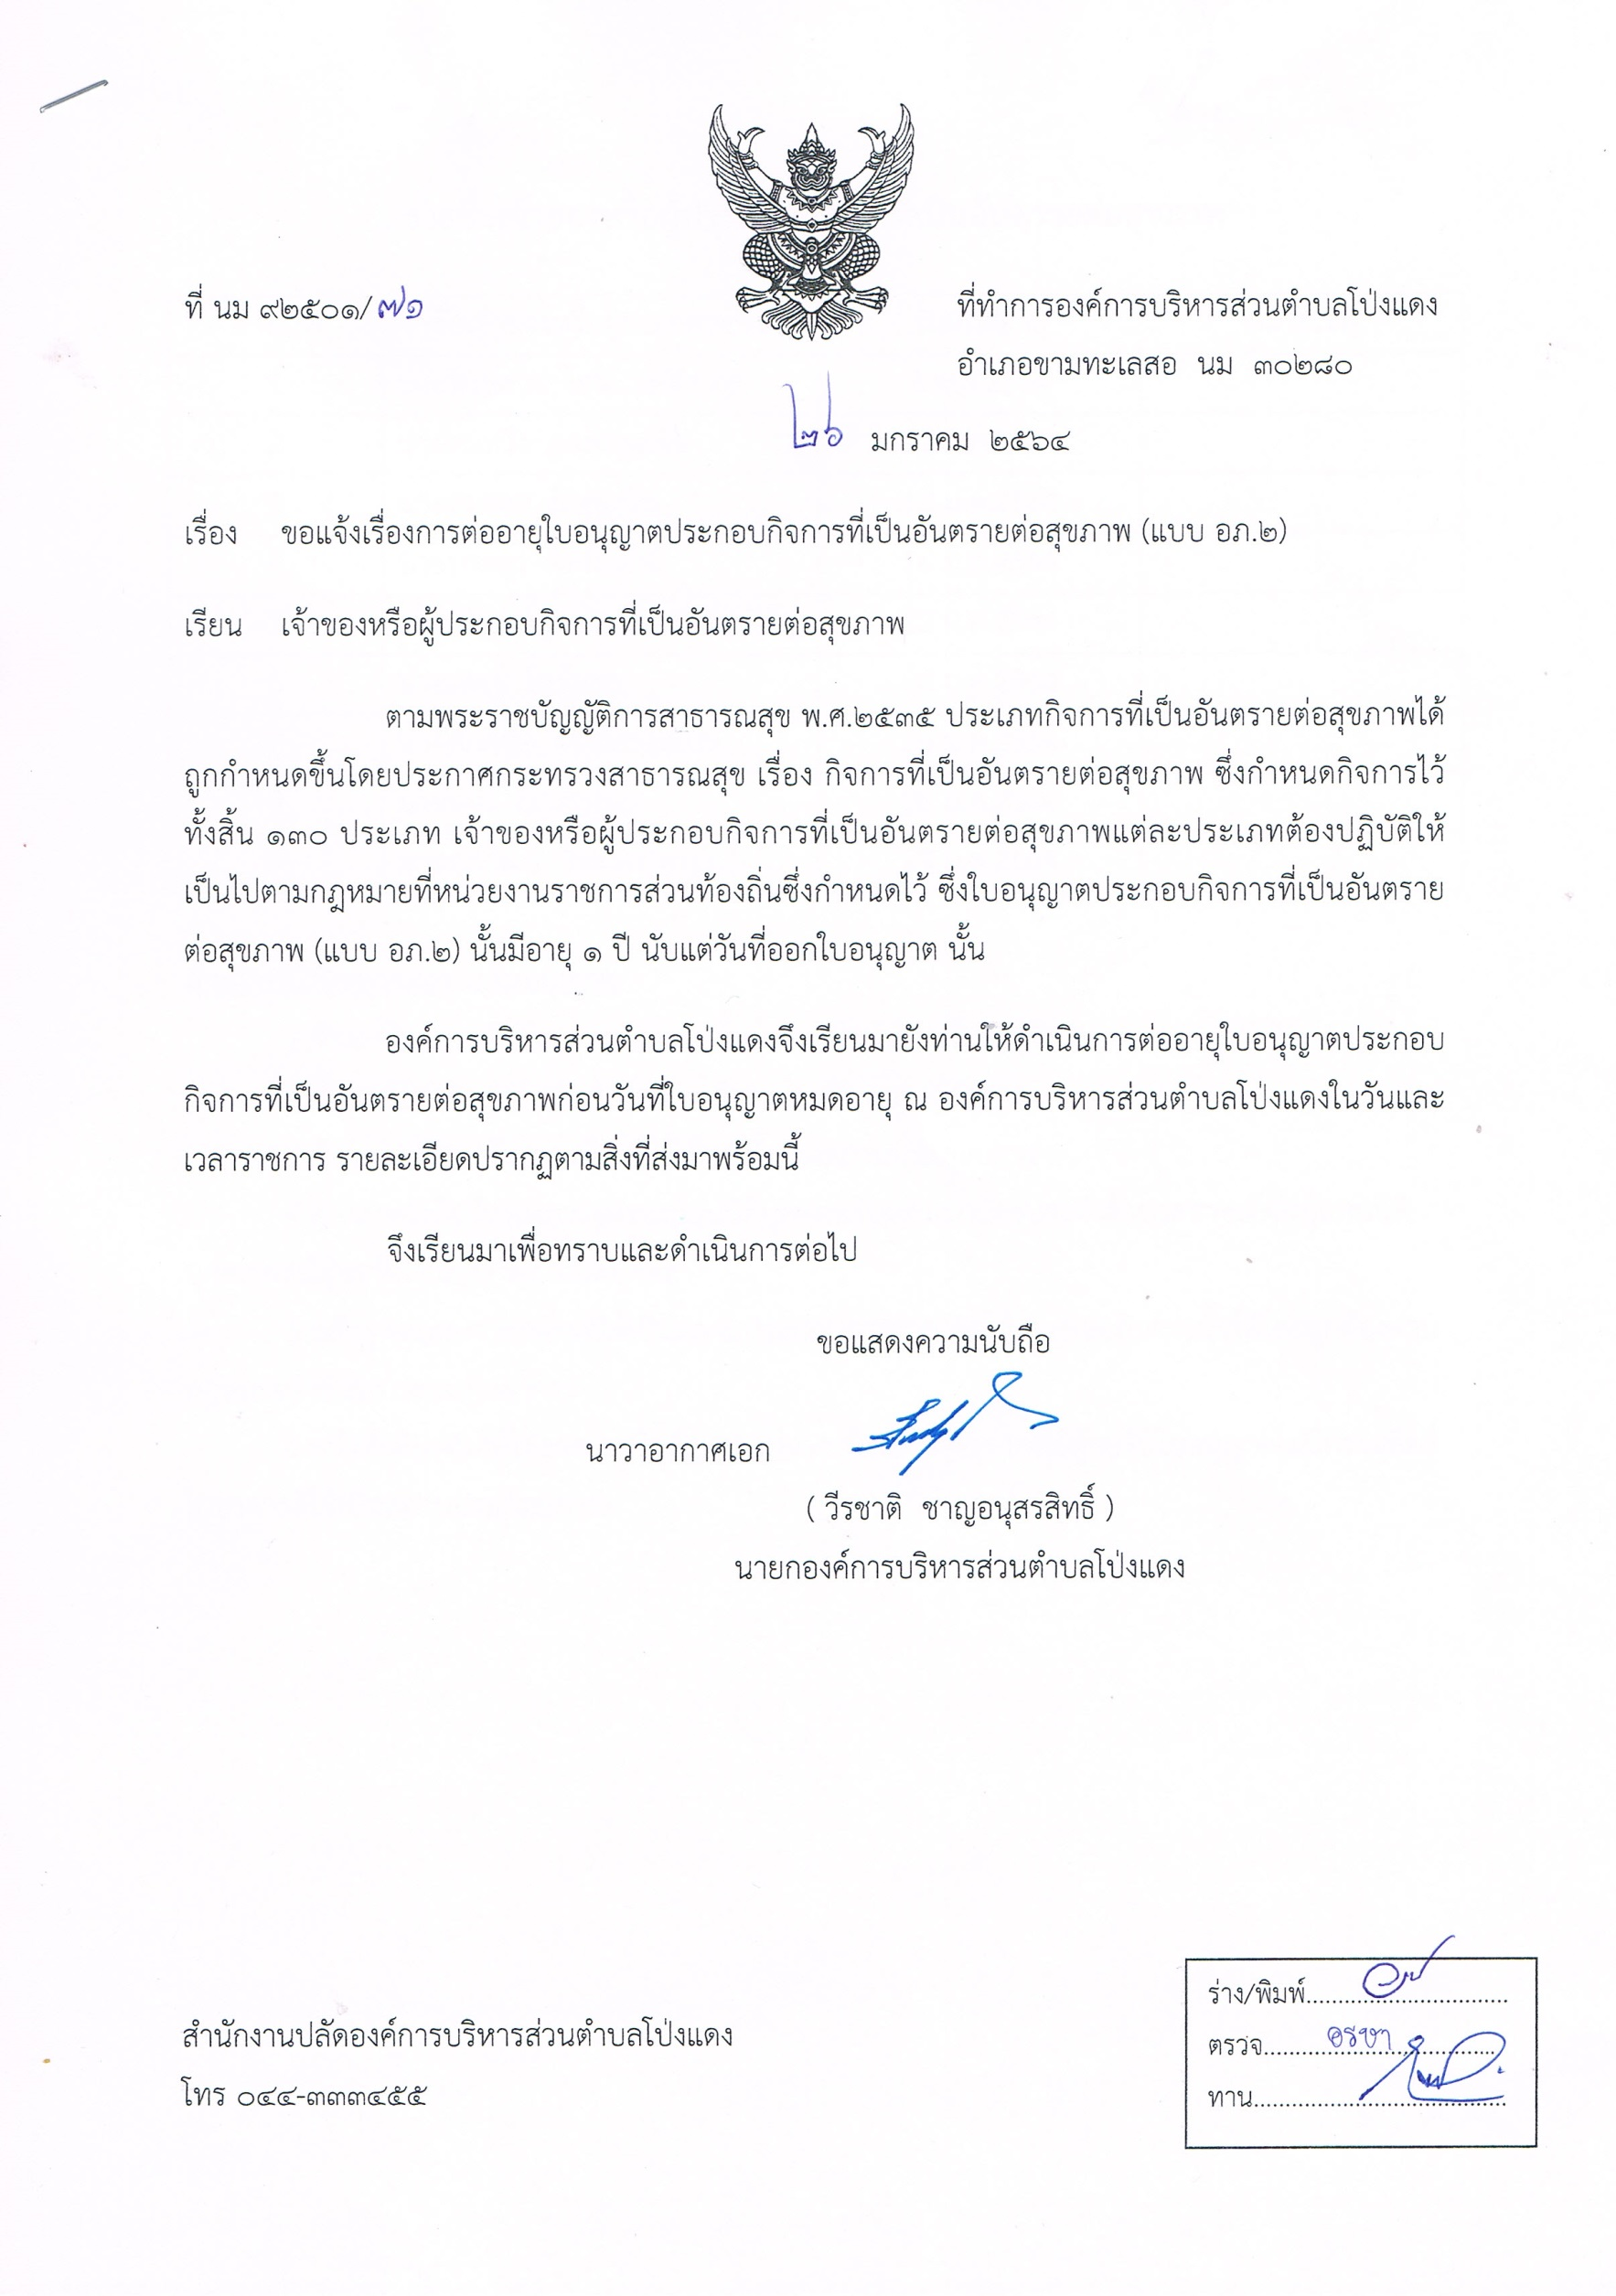 ที่ นม ๙๒๕๐๑/๗๑
ที่ทำการองค์การบริหารส่วนตำบลโป่งแดง
อำเภอขามทะเลสอ นม ๓๐๒๘๐
๒๖ มกราคม ๒๕๖๔
เรื่อง ขอแจ้งเรื่องการต่ออายุใบอนุญาตประกอบกิจการที่เป็นอันตรายต่อสุขภาพ (แบบ อภ.๒)
เรียน เจ้าของหรือผู้ประกอบกิจการที่เป็นอันตรายต่อสุขภาพ
ตามพระราชบัญญัติการสาธารณสุข พ.ศ.๒๕๓๕ ประเภทกิจการที่เป็นอันตรายต่อสุขภาพได้
ถูกกำหนดขึ้นโดยประกาศกระทรวงสาธารณสุข เรื่อง กิจการที่เป็นอันตรายต่อสุขภาพ ซึ่งกำหนดกิจการไว้
ทั้งสิ้น ๑๓๐ ประเภท เจ้าของหรือผู้ประกอบกิจการที่เป็นอันตรายต่อสุขภาพแต่ละประเภทต้องปฏิบัติให้
เป็นไปตามกฎหมายที่หน่วยงานราชการส่วนท้องถิ่นซึ่งกำหนดไว้ ซึ่งใบอนุญาตประกอบกิจการที่เป็นอันตราย
ต่อสุขภาพ (แบบ อภ.๒) นั้นมีอายุ ๑ ปี นับแต่วันที่ออกใบอนุญาต นั้น
องค์การบริหารส่วนตำบลโป่งแดงจึงเรียนมายังท่านให้ดำเนินการต่ออายุใบอนุญาตประกอบ
กิจการที่เป็นอันตรายต่อสุขภาพก่อนวันที่ใบอนุญาตหมดอายุ ณ องค์การบริหารส่วนตำบลโป่งแดงในวันและ
เวลาราชการ รายละเอียดปรากฏตามสิ่งที่ส่งมาพร้อมนี้
จึงเรียนมาเพื่อทราบและดำเนินการต่อไป
ขอแสดงความนับถือ
นาวาอากาศเอก
( วีรชาติ ชาญอนุสรสิทธิ์ )
นายกองค์การบริหารส่วนตำบลโป่งแดง
สำนักงานปลัดองค์การบริหารส่วนตำบลโป่งแดง
โทร ๐๔๔-๓๓๓๔๕๕
ร่าง/พิมพ์
ตรวจ
ทาน